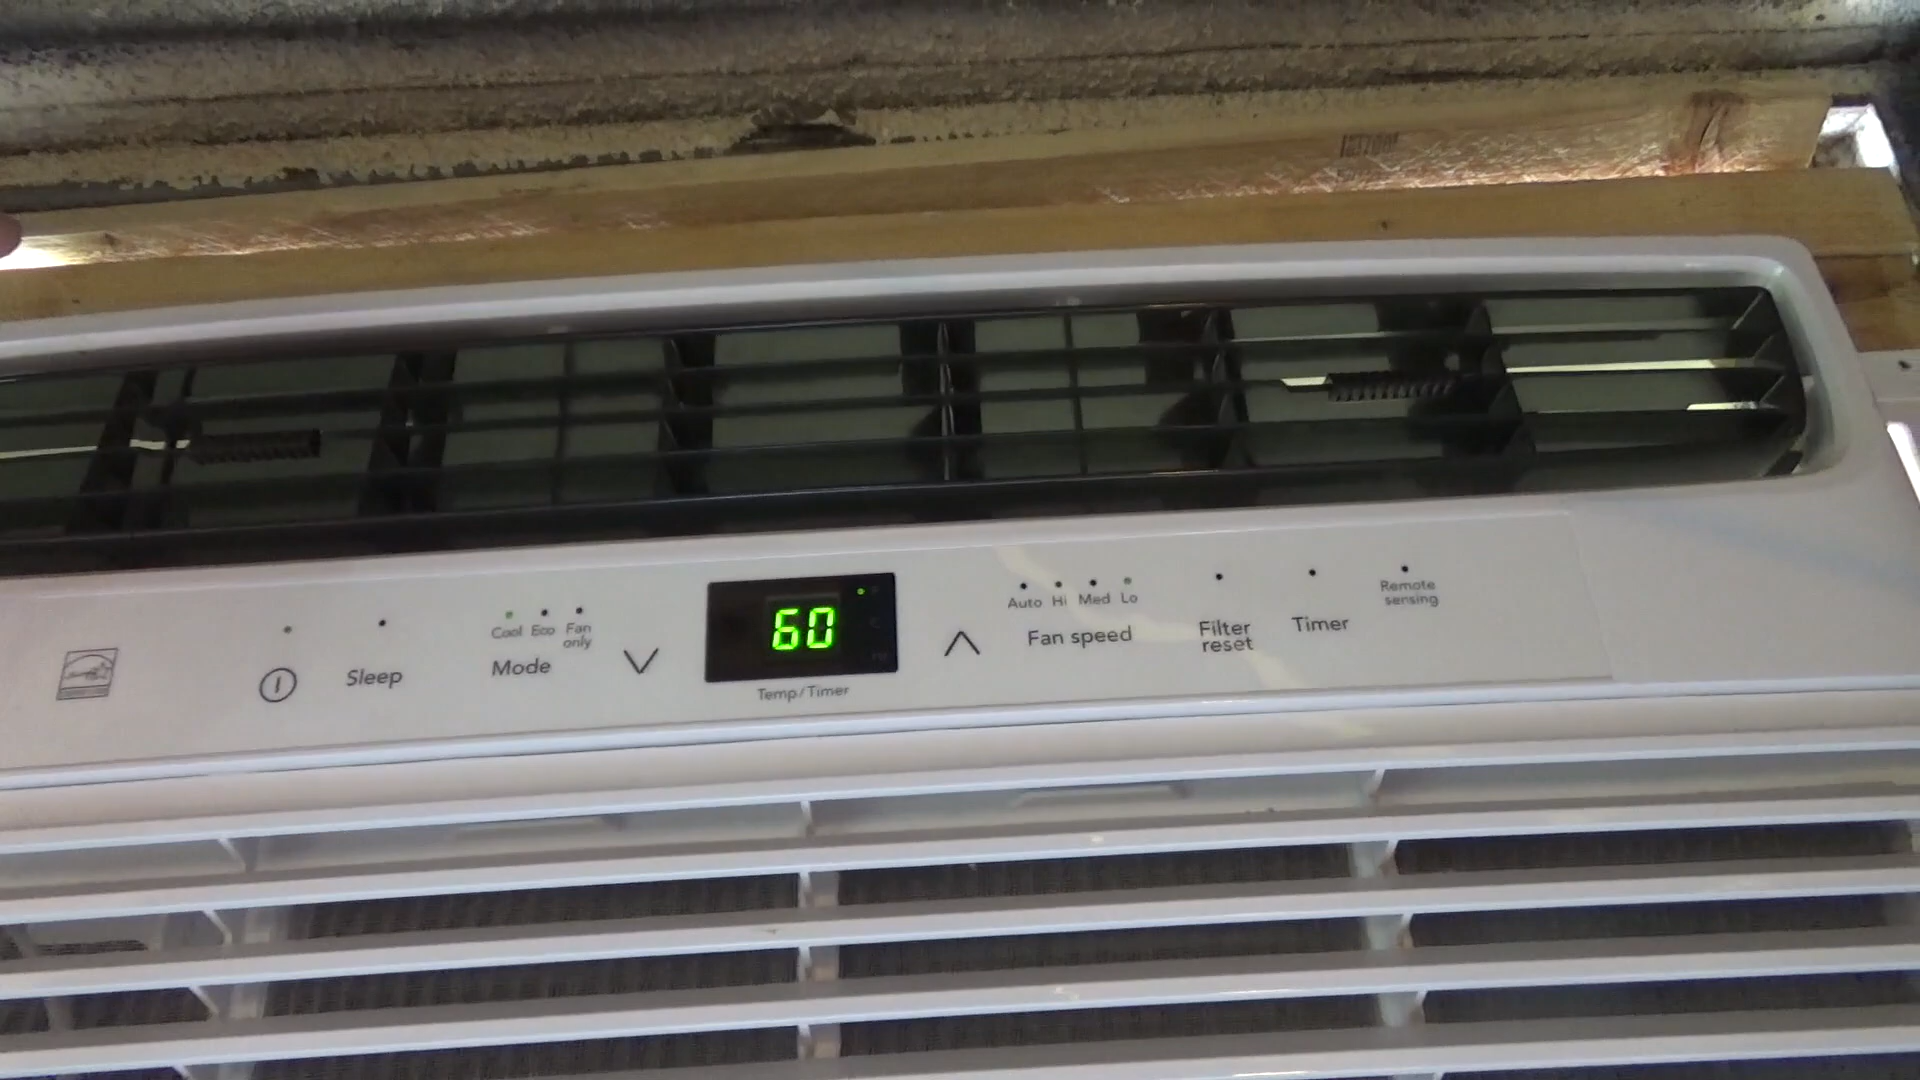 Sleep
Cool Eco Fan only
Mode
60
Temp/Timer
Auto Hi Med Lo
Fan speed
Filter
reset
Timer
Remote
sensing